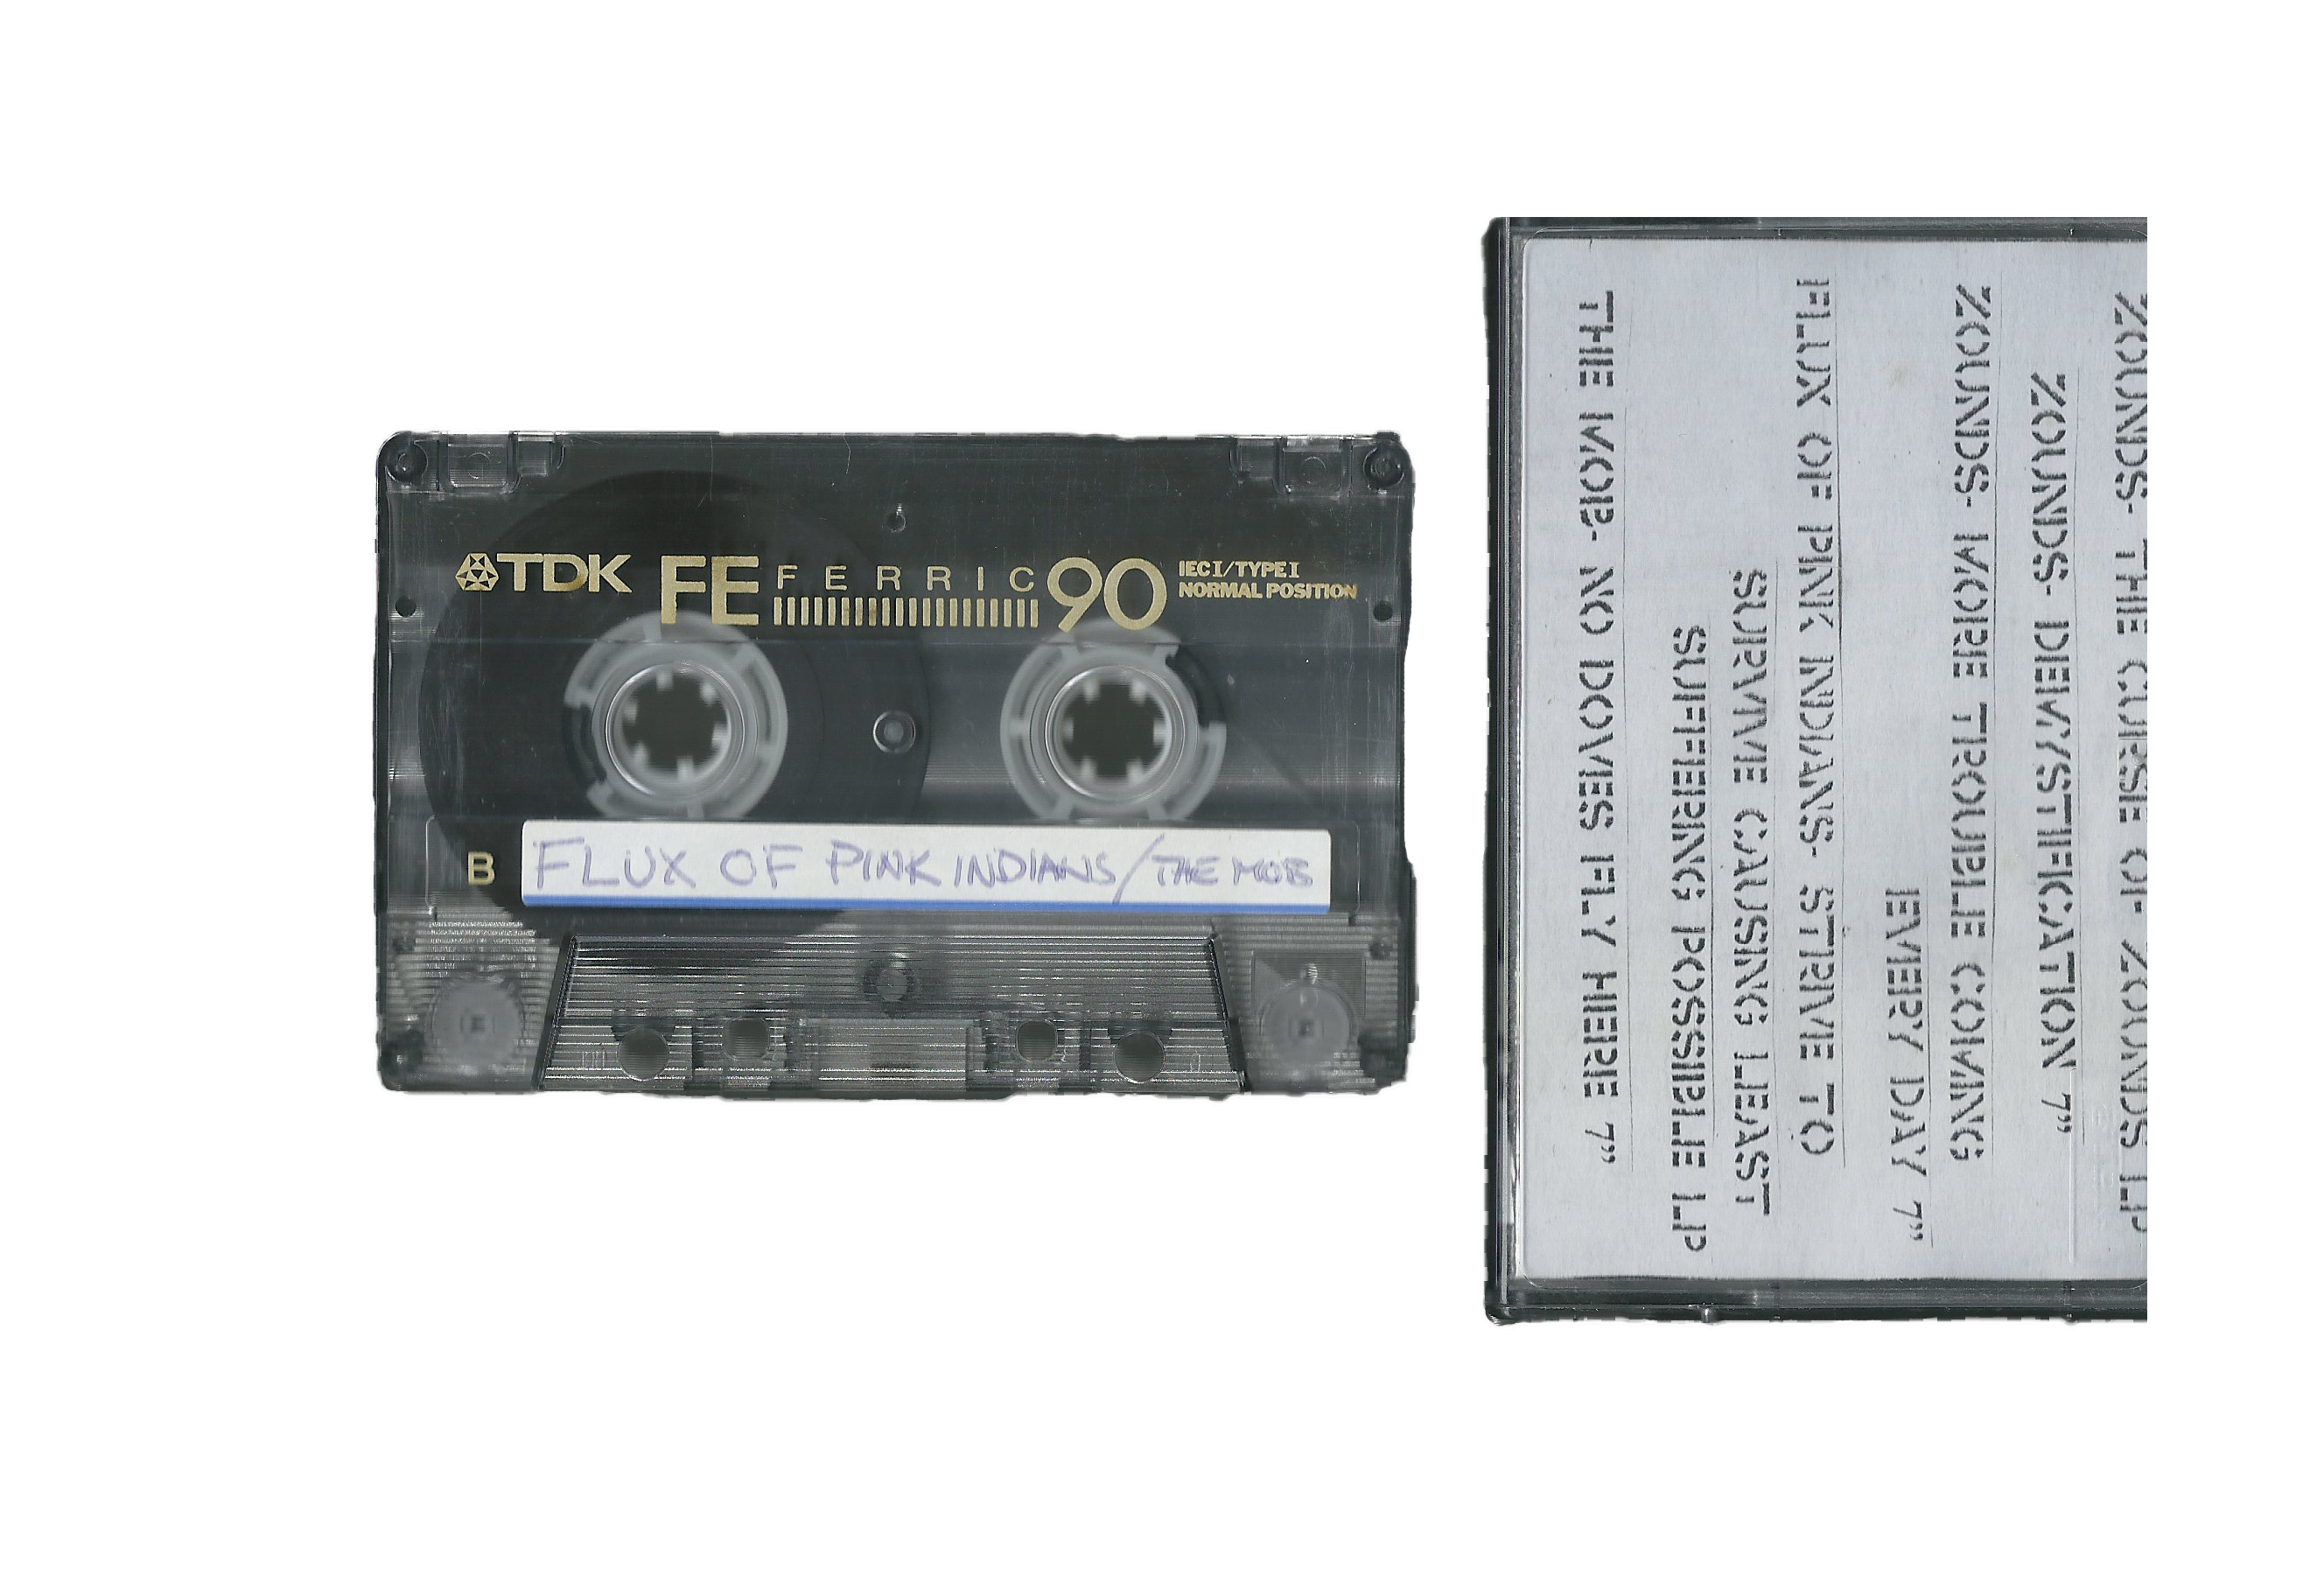 TDK FE FERRIC 90 IEC I/TYPE I
NORMAL POSITION
B FLUX OF PINK INDIANS/THE MOB
ZOUNDS- THE CURSE OF ZOUNDS LP
ZOUNDS- DEMYSTIFICATION 7"
ZOUNDS- MORE TROUBLE COMING
EVERY DAY 7"
FLUX OF PINK INDIANS- STRIVE TO
SURVIVE CAUSING LEAST
SUFFERING POSSIBLE LP
THE MOB- NO DOVES FLY HERE 7"